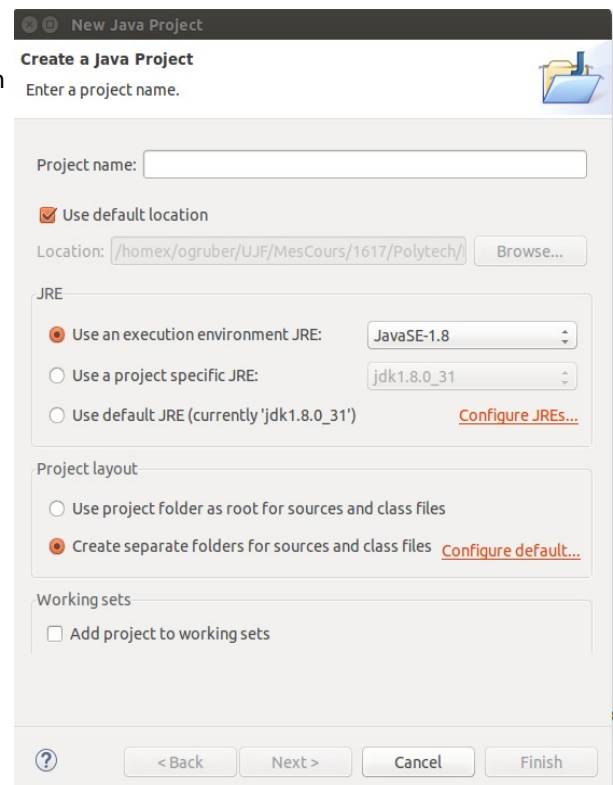 New Java Project
Create a Java Project
Enter a project name.
Project name:
Use default location
Location: /homex/ogruber/UJF/MesCours/1617/Polytech/ Browse...
JRE
Use an execution environment JRE: JavaSE-1.8
Use a project specific JRE: jdk1.8.0_31
Use default JRE (currently 'jdk1.8.0_31') Configure JREs...
Project layout
Use project folder as root for sources and class files
Create separate folders for sources and class files Configure default...
Working sets
Add project to working sets
? < Back Next > Cancel Finish